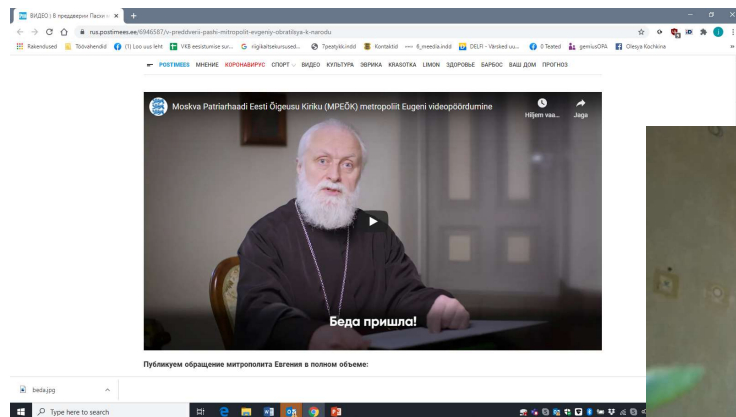 ВИДЕО ⟩ В преддверии Пасхи
rus.postimees.ee/6946587/v-preddverii-pashi-mitropolit-evgeniy-obratilsya-k-narodu
Rakendused Töövahendid (1) Loo uus leht VKB eesistumise sur... G riigikaitsekursused... 7peatykk.indd Kontaktid 6_meedia.indd DELFI - Värsked uu... 0 Teated gemiusOPA Olesya Kochkina
POSTIMEES МНЕНИЕ КОРОНАВИРУС СПОРТ ВИДЕО КУЛЬТУРА ЭВРИКА KRASOTKA LIMON ЗДОРОВЬЕ БАРБОС ВАШ ДОМ ПРОГНОЗ
Moskva Patriarhaadi Eesti Õigeusu Kiriku (MPEÕK) metropoliit Eugeni videopöördumine
Hiljem vaa... Jaga
Беда пришла!
Публикуем обращение митрополита Евгения в полном объеме:
beda.jpg
Type here to search